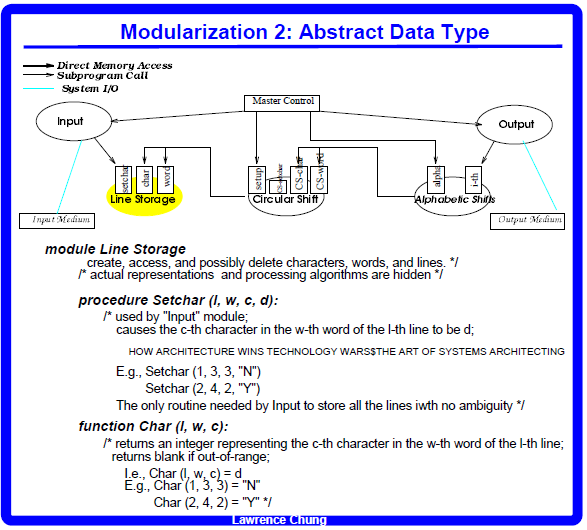 Modularization 2: Abstract Data Type
Direct Memory Access
Subprogram Call
System I/O
Master Control
Input
Output
setchar
char
word
setup
CS-setchar
CS-char
CS-word
alpha
i-th
Line Storage
Circular Shift
Alphabetic Shifts
Input Medium
Output Medium
module Line Storage
create, access, and possibly delete characters, words, and lines. */
/* actual representations and processing algorithms are hidden */
procedure Setchar (l, w, c, d):
/* used by "Input" module;
causes the c-th character in the w-th word of the l-th line to be d;
HOW ARCHITECTURE WINS TECHNOLOGY WARS$THE ART OF SYSTEMS ARCHITECTING
E.g., Setchar (1, 3, 3, "N")
Setchar (2, 4, 2, "Y")
The only routine needed by Input to store all the lines iwth no ambiguity */
function Char (l, w, c):
/* returns an integer representing the c-th character in the w-th word of the l-th line;
returns blank if out-of-range;
I.e., Char (l, w, c) = d
E.g., Char (1, 3, 3) = "N"
Char (2, 4, 2) = "Y" */
Lawrence Chung